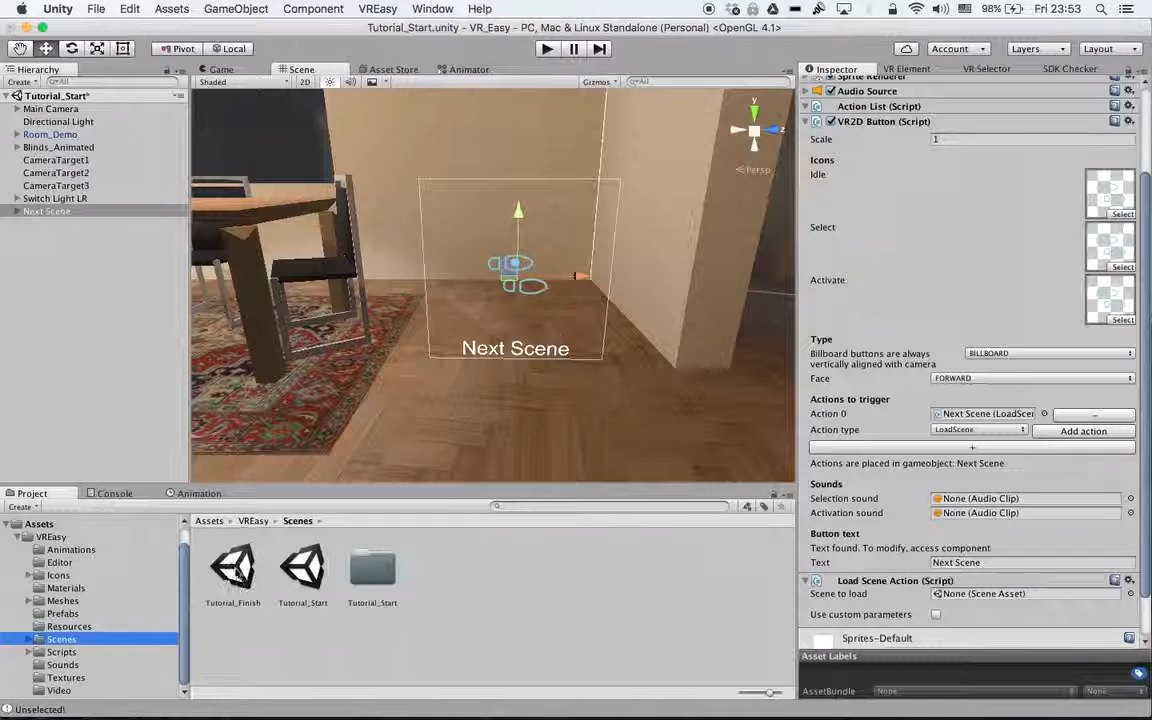 Unity File Edit Assets GameObject Component VREasy Window Help 98% Fri 23:53
Tutorial_Start.unity - VR_Easy - PC, Mac & Linux Standalone (Personal) <OpenGL 4.1>
Pivot Local Account Layers Layout
Hierarchy Game Scene Asset Store Animator Inspector VR Element VR Selector SDK Checker
Create All Shaded 2D Gizmos All
Tutorial_Start*
Main Camera
Directional Light
Room_Demo
Blinds_Animated
CameraTarget1
CameraTarget2
CameraTarget3
Switch Light LR
Next Scene
y
z
Persp
Next Scene
Sprite Renderer
Audio Source
Action List (Script)
VR2D Button (Script)
Scale 1
Icons
Idle
Select
Select
Select
Activate
Select
Type
Billboard buttons are always vertically aligned with camera BILLBOARD
Face FORWARD
Actions to trigger
Action 0 Next Scene (LoadScer –
Action type LoadScene Add action
+
Actions are placed in gameobject: Next Scene
Sounds
Selection sound None (Audio Clip)
Activation sound None (Audio Clip)
Button text
Text found. To modify, access component
Text Next Scene
Load Scene Action (Script)
Scene to load None (Scene Asset)
Use custom parameters
Sprites-Default
Asset Labels
AssetBundle None None
Project Console Animation
Create
Assets
VREasy
Animations
Editor
Icons
Materials
Meshes
Prefabs
Resources
Scenes
Scripts
Sounds
Textures
Video
Assets VREasy Scenes
Tutorial_Finish Tutorial_Start Tutorial_Start
Unselected!